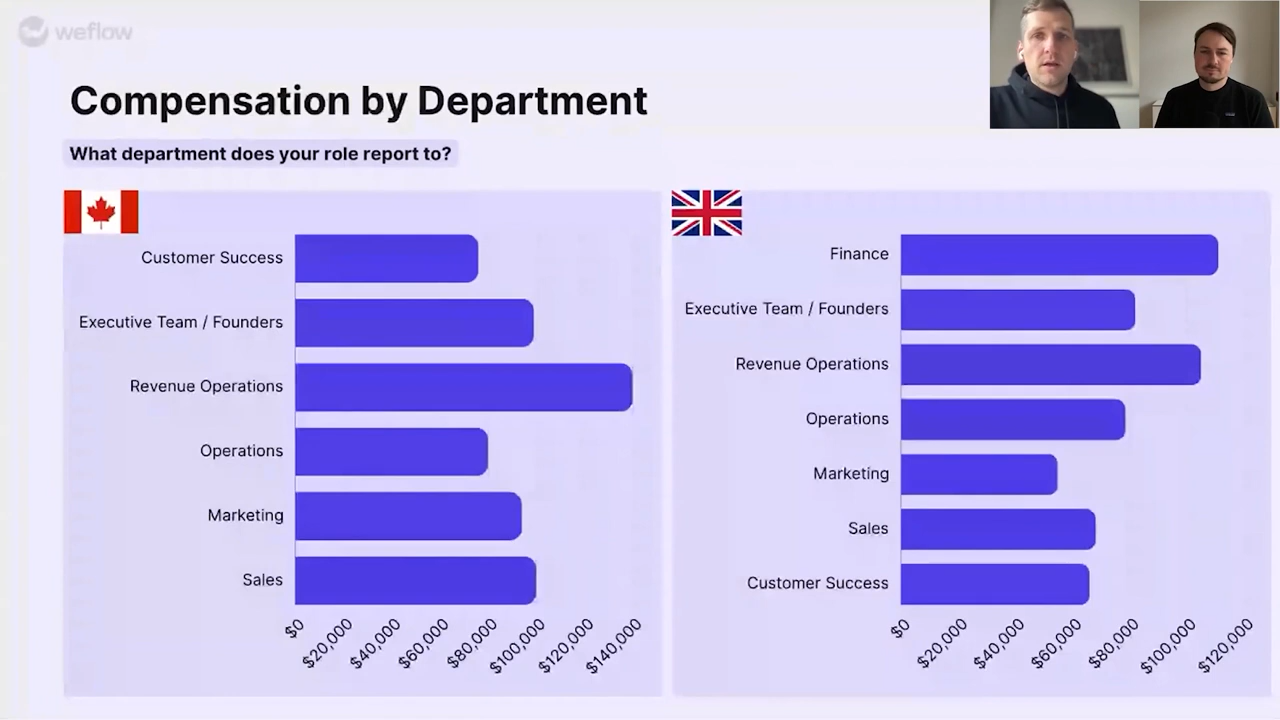 weflow
Compensation by Department
What department does your role report to?
Customer Success
Executive Team / Founders
Revenue Operations
Operations
Marketing
Sales
$0
$20,000
$40,000
$60,000
$80,000
$100,000
$120,000
$140,000
Finance
Executive Team / Founders
Revenue Operations
Operations
Marketing
Sales
Customer Success
$0
$20,000
$40,000
$60,000
$80,000
$100,000
$120,000